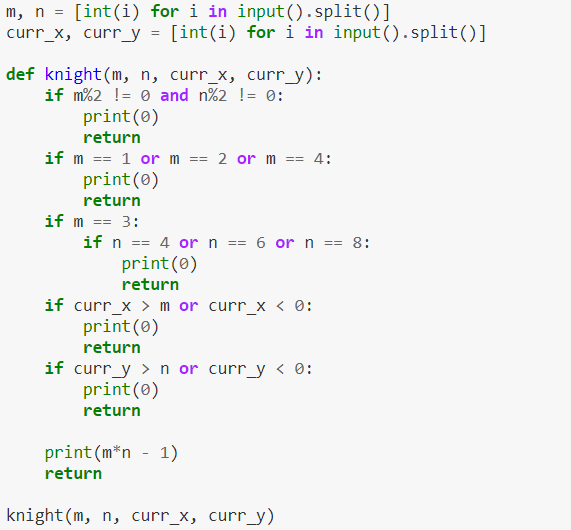 m, n = [int(i) for i in input().split()]
curr_x, curr_y = [int(i) for i in input().split()]

def knight(m, n, curr_x, curr_y):
    if m%2 != 0 and n%2 != 0:
        print(0)
        return
    if m == 1 or m == 2 or m == 4:
        print(0)
        return
    if m == 3:
        if n == 4 or n == 6 or n == 8:
            print(0)
            return
    if curr_x > m or curr_x < 0:
        print(0)
        return
    if curr_y > n or curr_y < 0:
        print(0)
        return

    print(m*n - 1)
    return

knight(m, n, curr_x, curr_y)